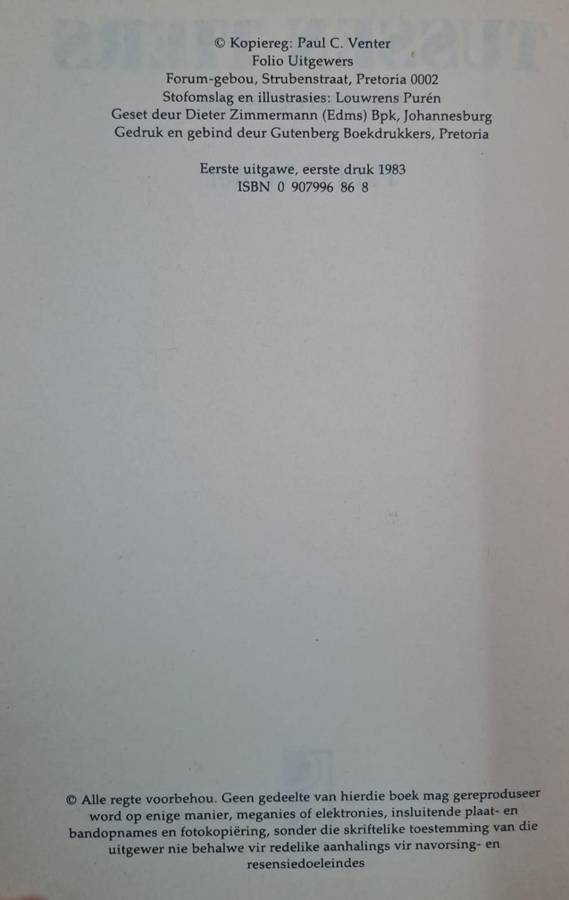 © Kopiereg: Paul C. Venter
Folio Uitgewers
Forum-gebou, Strubenstraat, Pretoria 0002
Stofomslag en illustrasies: Louwrens Purén
Geset deur Dieter Zimmermann (Edms) Bpk, Johannesburg
Gedruk en gebind deur Gutenberg Boekdrukkers, Pretoria
Eerste uitgawe, eerste druk 1983
ISBN 0 907996 86 8
© Alle regte voorbehou. Geen gedeelte van hierdie boek mag gereproduseer
word op enige manier, meganies of elektronies, insluitende plaat- en
bandopnames en fotokopiëring, sonder die skriftelike toestemming van die
uitgewer nie behalwe vir redelike aanhalings vir navorsing- en
resensiedoeleindes